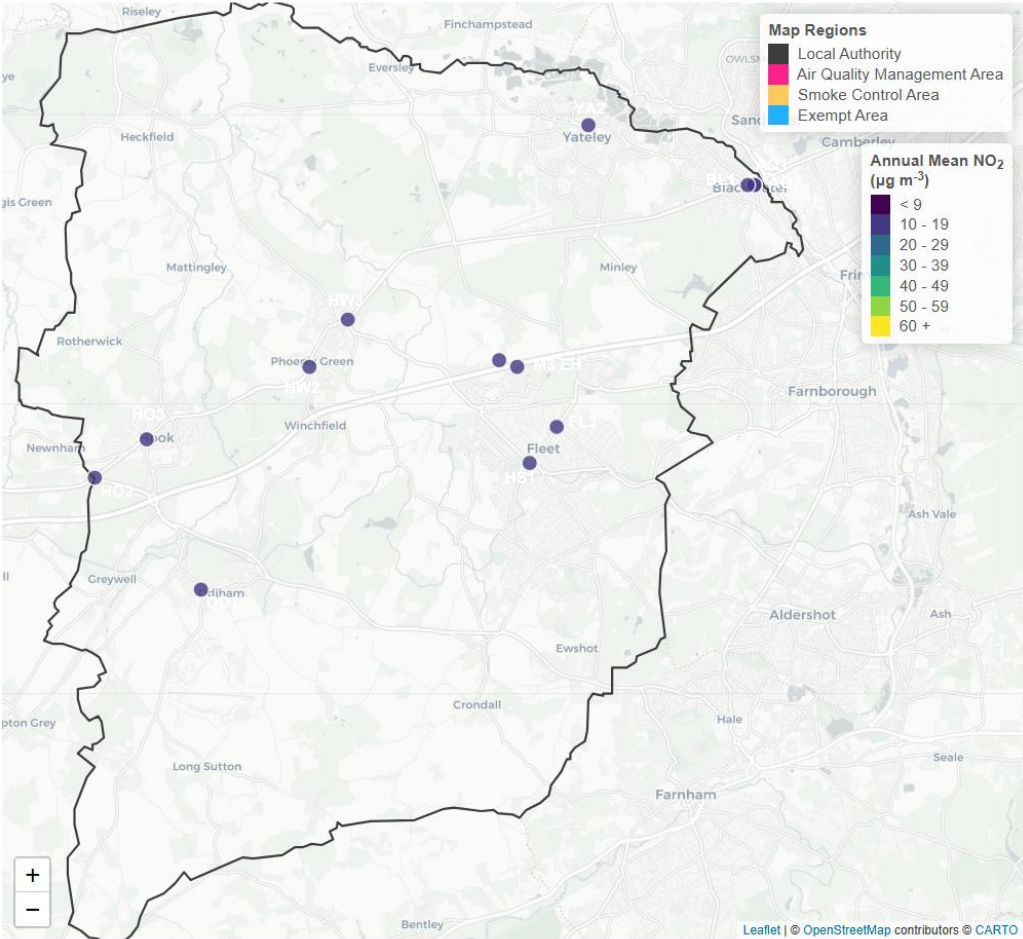 Riseley
Finchampstead
Eversley
Heckfield
YA2
Yateley
Map Regions
Local Authority
Air Quality Management Area
Smoke Control Area
Exempt Area
Camberley
Annual Mean NO2
(µg m-3)
< 9
10 - 19
20 - 29
30 - 39
40 - 49
50 - 59
60 +
Mattingley
Minley
HW3
Rotherwick
Phoenix Green
HW2
M3
M3 EH
Farnborough
HO3
Hook
Winchfield
FL3
Newnham
Fleet
HS1
HO2
Ash Vale
Greywell
Aldershot
Ash
Ewshot
Crondall
Hale
Seale
Long Sutton
Farnham
Bentley
+
−
Leaflet | © OpenStreetMap contributors © CARTO